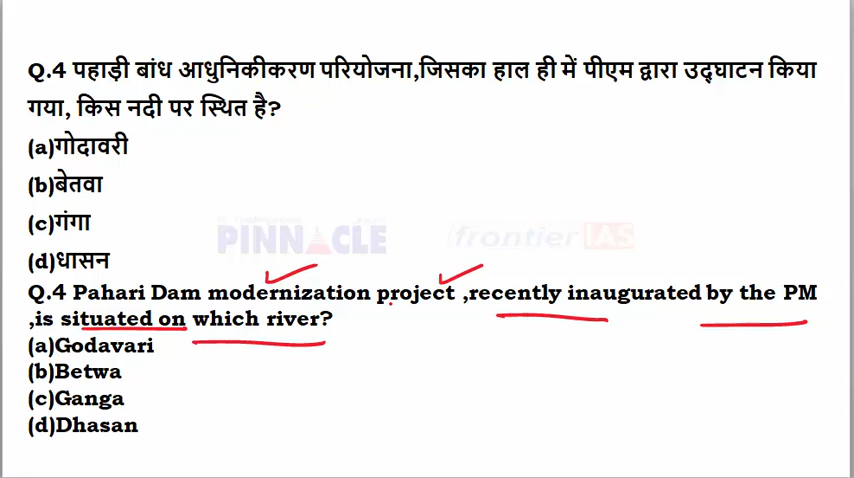 Q.4 पहाड़ी बांध आधुनिकीकरण परियोजना,जिसका हाल ही में पीएम द्वारा उद्घाटन किया
गया, किस नदी पर स्थित है?
(a)गोदावरी
(b)बेतवा
(c)गंगा
PINNACLE
frontier IAS
(d)धासन
Q.4 Pahari Dam modernization project ,recently inaugurated by the PM
,is situated on which river?
(a)Godavari
(b)Betwa
(c)Ganga
(d)Dhasan